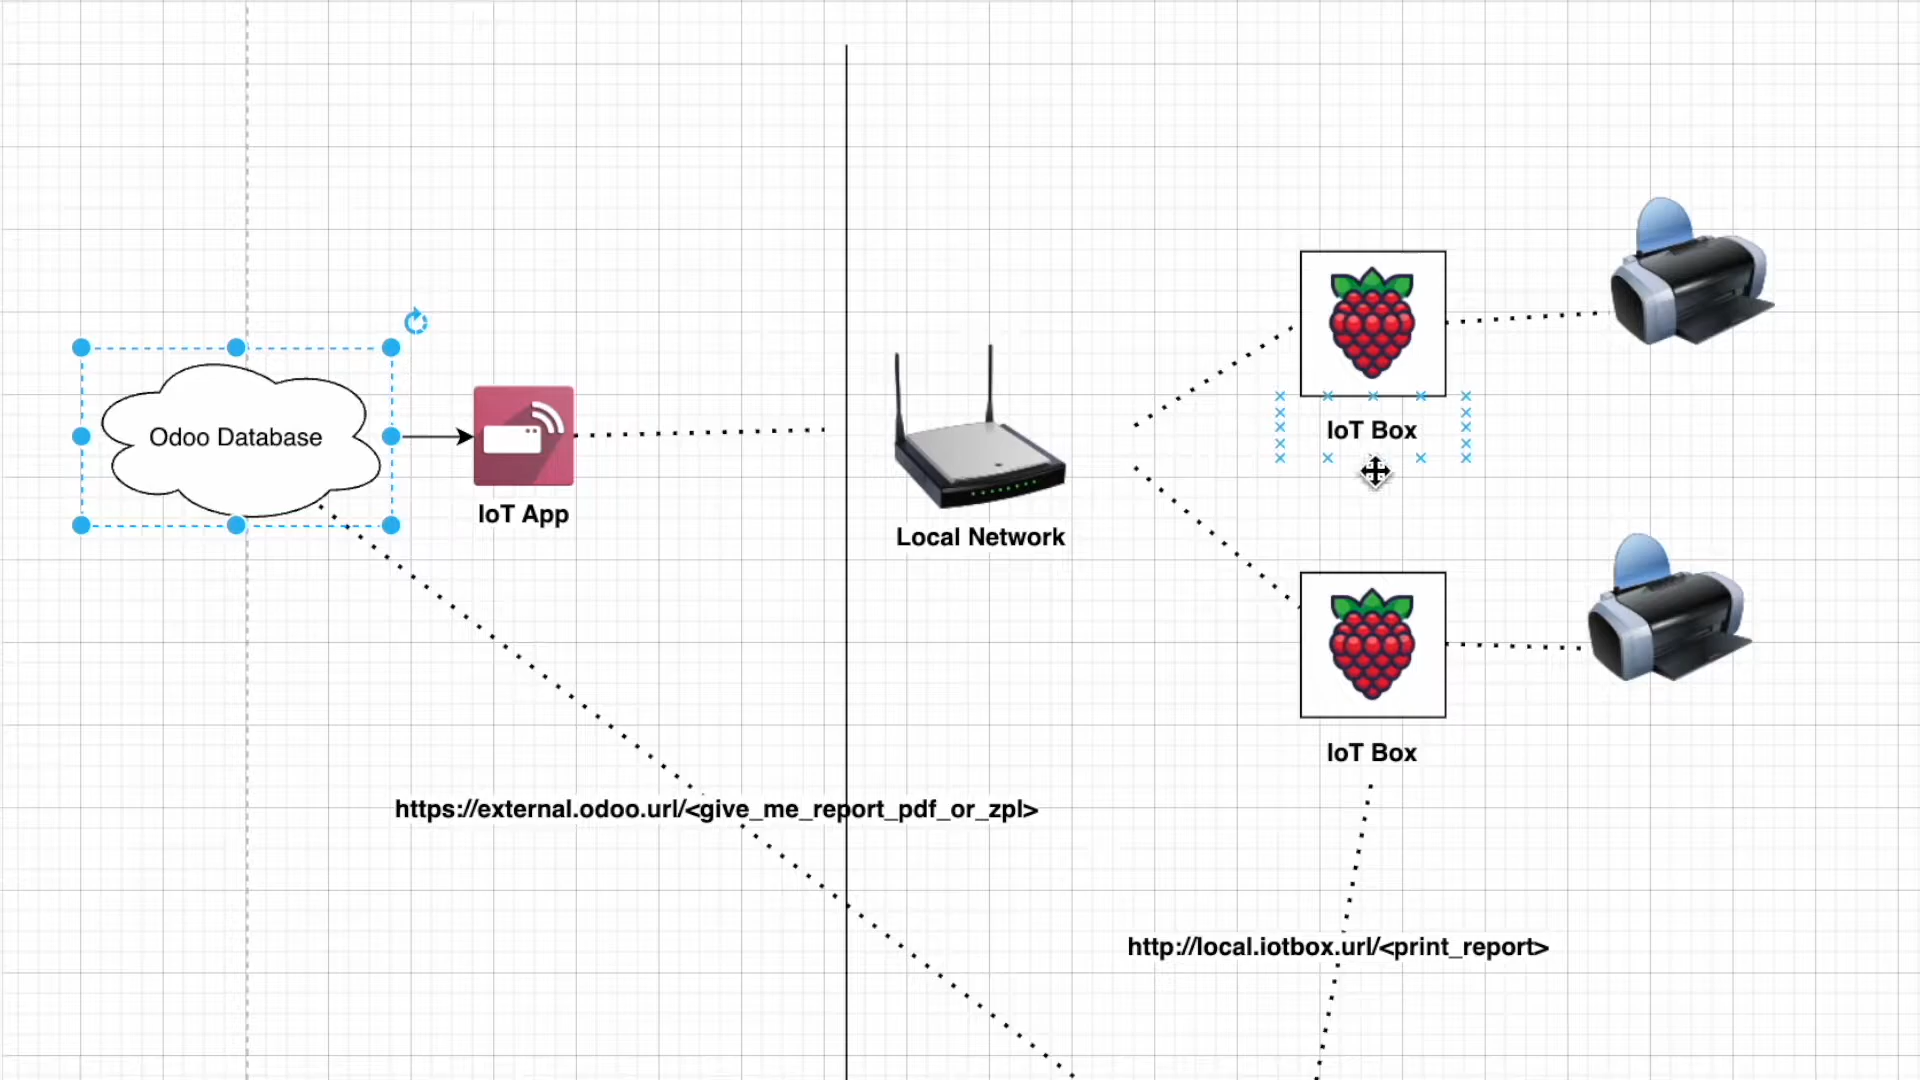 Odoo Database
IoT App
Local Network
IoT Box
IoT Box
https://external.odoo.url/<give_me_report_pdf_or_zpl>
http://local.iotbox.url/<print_report>